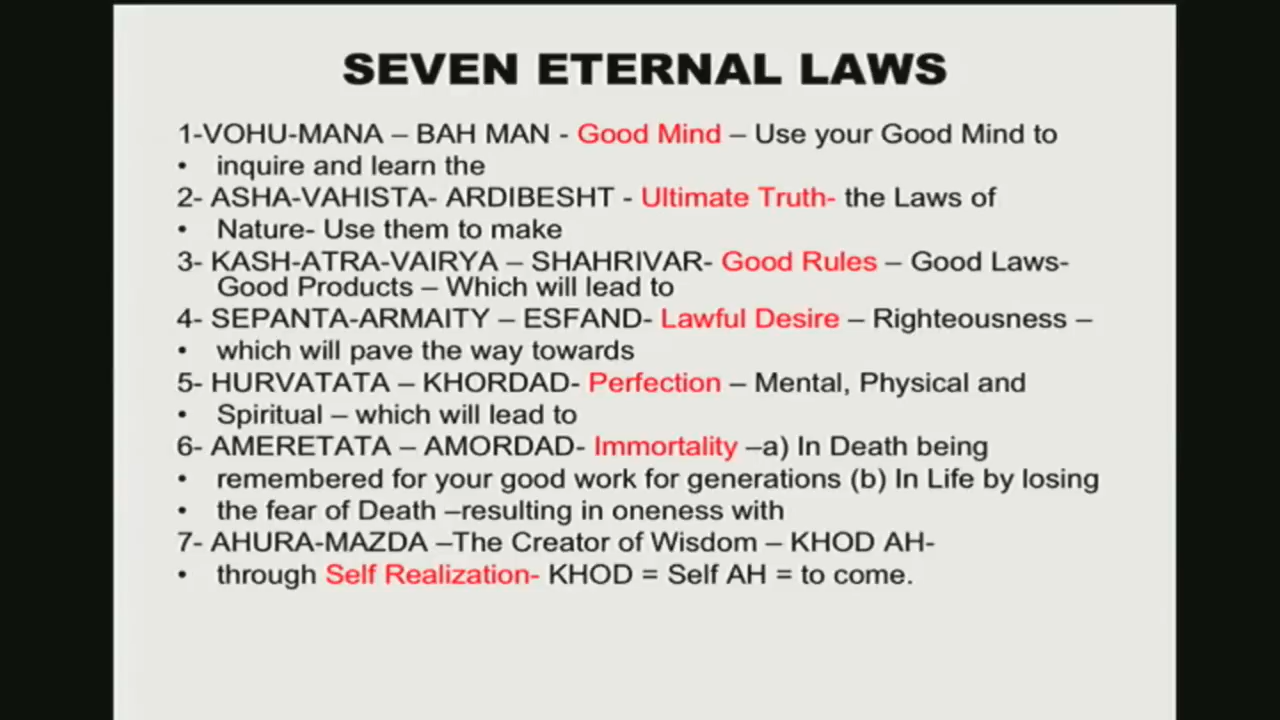 SEVEN ETERNAL LAWS
1-VOHU-MANA – BAH MAN - Good Mind – Use your Good Mind to
• inquire and learn the
2- ASHA-VAHISTA- ARDIBESHT - Ultimate Truth- the Laws of
• Nature- Use them to make
3- KASH-ATRA-VAIRYA – SHAHRIVAR- Good Rules – Good Laws-
Good Products – Which will lead to
4- SEPANTA-ARMAITY – ESFAND- Lawful Desire – Righteousness –
• which will pave the way towards
5- HURVATATA – KHORDAD- Perfection – Mental, Physical and
• Spiritual – which will lead to
6- AMERETATA – AMORDAD- Immortality –a) In Death being
• remembered for your good work for generations (b) In Life by losing
• the fear of Death –resulting in oneness with
7- AHURA-MAZDA –The Creator of Wisdom – KHOD AH-
• through Self Realization- KHOD = Self AH = to come.